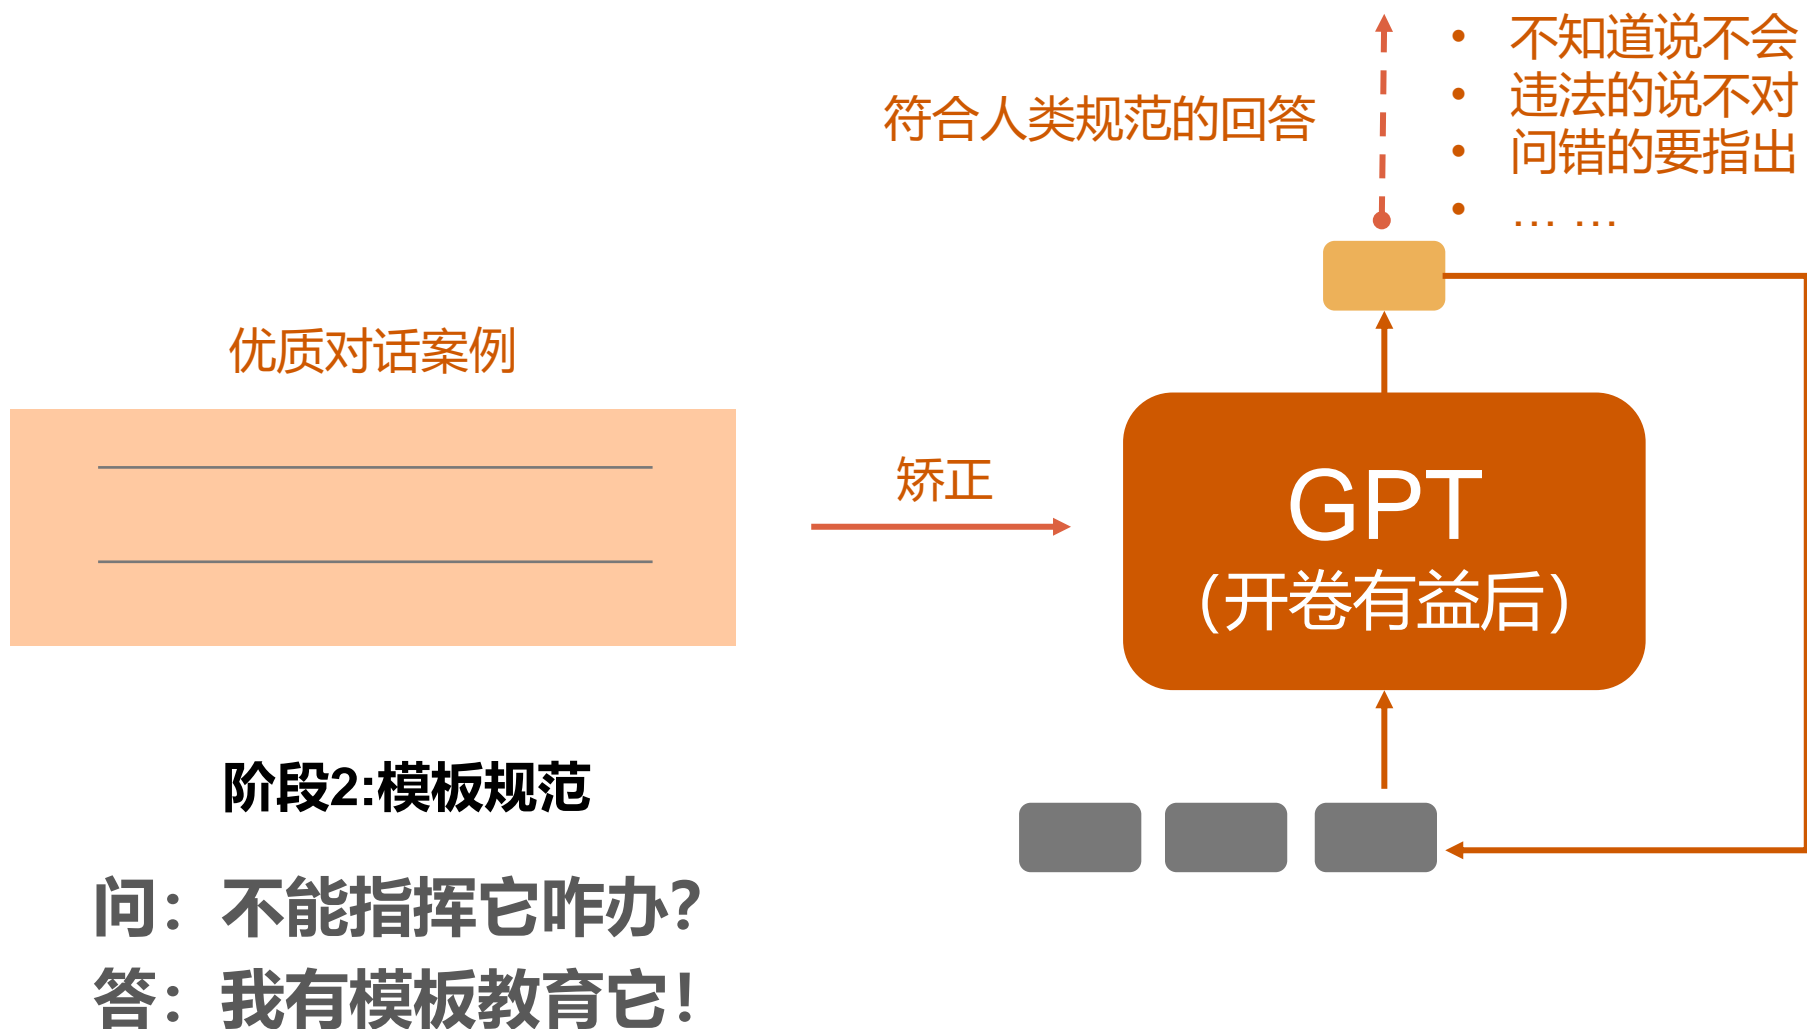 不知道说不会
违法的说不对
问错的要指出
… …
符合人类规范的回答
优质对话案例
矫正
GPT
(开卷有益后)
阶段2:模板规范
问：不能指挥它咋办？
答：我有模板教育它！